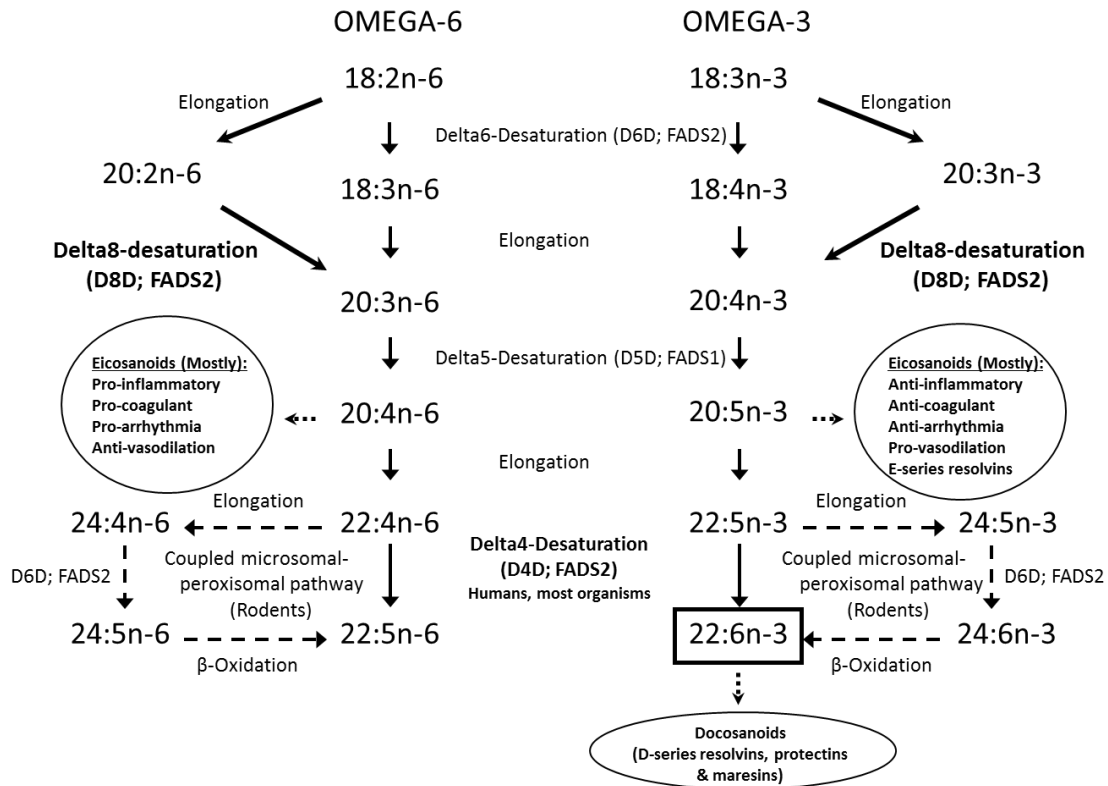 OMEGA-6
OMEGA-3
18:2n-6
18:3n-3
Elongation
Elongation
Delta6-Desaturation (D6D; FADS2)
20:2n-6
18:3n-6
18:4n-3
20:3n-3
Delta8-desaturation
(D8D; FADS2)
Elongation
Delta8-desaturation
(D8D; FADS2)
20:3n-6
20:4n-3
Delta5-Desaturation (D5D; FADS1)
Eicosanoids (Mostly):
Pro-inflammatory
Pro-coagulant
Pro-arrhythmia
Anti-vasodilation
20:4n-6
20:5n-3
Eicosanoids (Mostly):
Anti-inflammatory
Anti-coagulant
Anti-arrhythmia
Pro-vasodilation
E-series resolvins
Elongation
24:4n-6
Elongation
22:4n-6
22:5n-3
Elongation
24:5n-3
D6D; FADS2
Coupled microsomal-
peroxisomal pathway
(Rodents)
Delta4-Desaturation
(D4D; FADS2)
Humans, most organisms
Coupled microsomal-
peroxisomal pathway
(Rodents)
D6D; FADS2
24:5n-6
22:5n-6
22:6n-3
24:6n-3
β-Oxidation
β-Oxidation
Docosanoids
(D-series resolvins, protectins
& maresins)